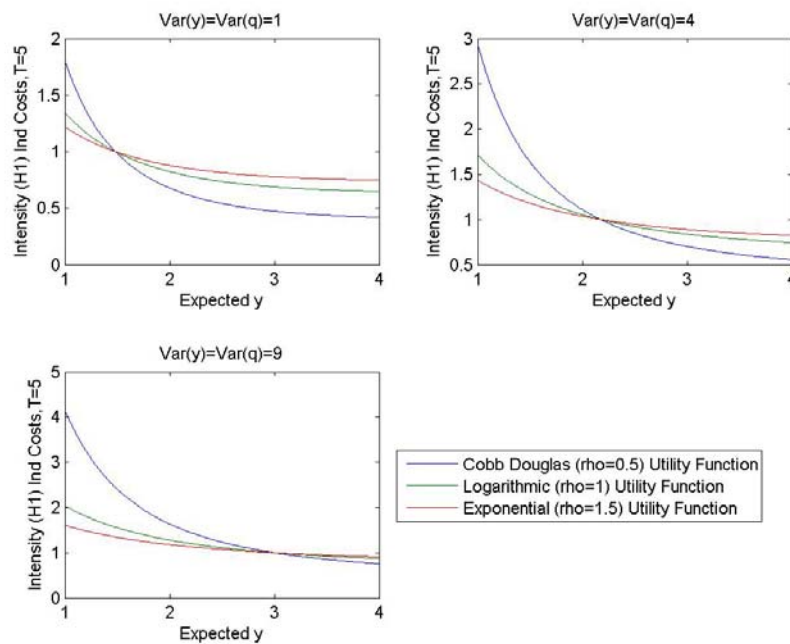 Var(y)=Var(q)=1
Intensity (H1) Ind Costs,T=5
2
1.5
1
0.5
0
1 2 3 4
Expected y
Var(y)=Var(q)=4
Intensity (H1) Ind Costs,T=5
3
2.5
2
1.5
1
0.5
1 2 3 4
Expected y
Var(y)=Var(q)=9
Intensity (H1) Ind Costs,T=5
5
4
3
2
1
0
1 2 3 4
Expected y
Cobb Douglas (rho=0.5) Utility Function
Logarithmic (rho=1) Utility Function
Exponential (rho=1.5) Utility Function